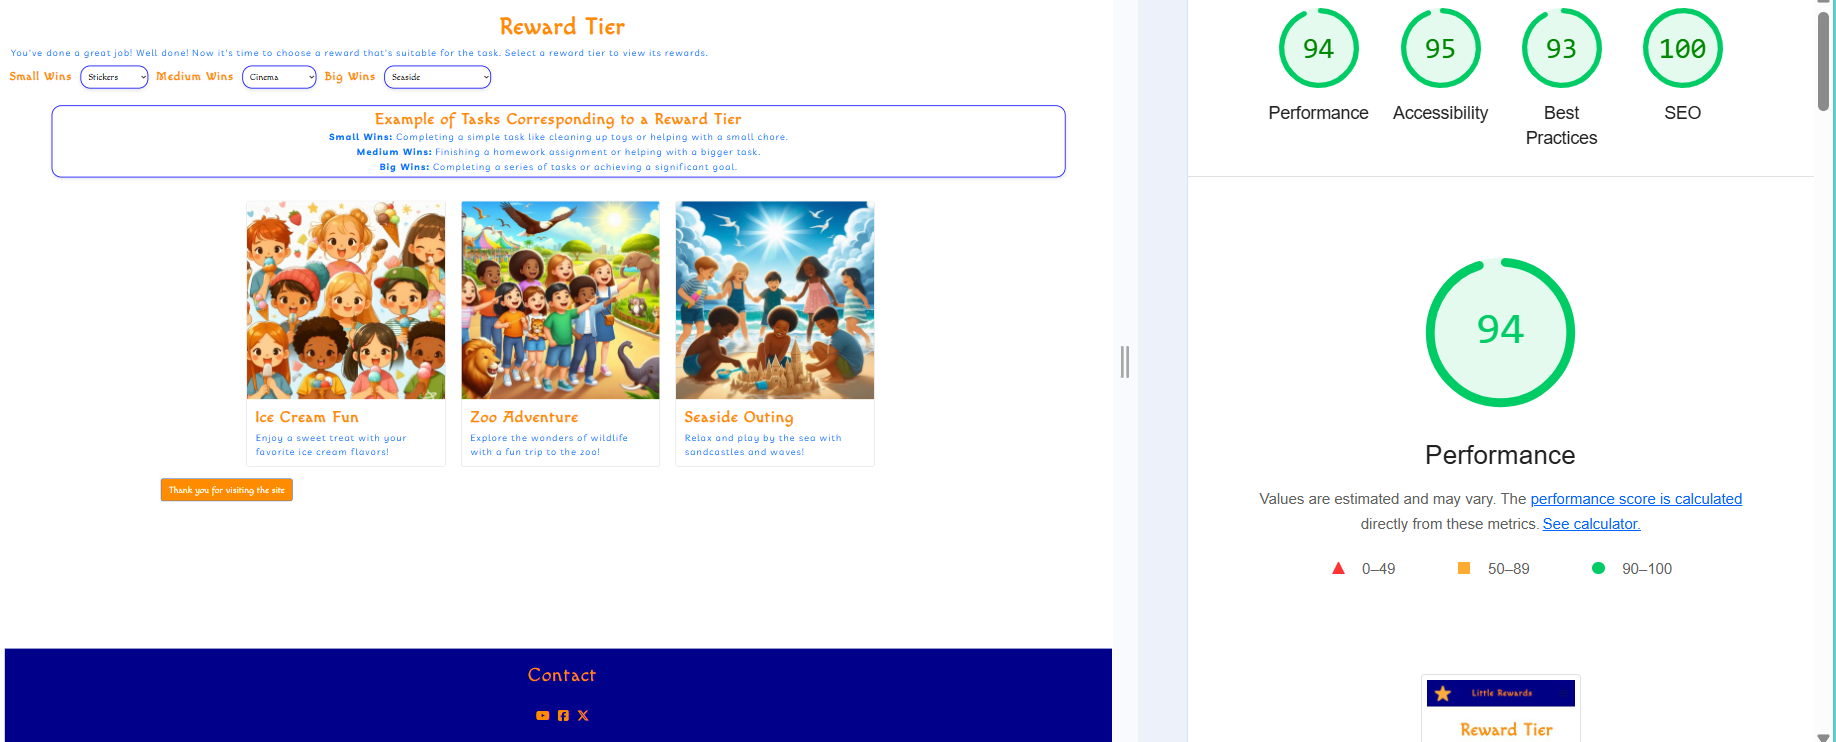 Reward Tier
You've done a great job! Well done! Now it's time to choose a reward that's suitable for the task. Select a reward tier to view its rewards.
Small Wins Stickers Medium Wins Cinema Big Wins Seaside
Example of Tasks Corresponding to a Reward Tier
Small Wins: Completing a simple task like cleaning up toys or helping with a small chore.
Medium Wins: Finishing a homework assignment or helping with a bigger task.
Big Wins: Completing a series of tasks or achieving a significant goal.
Ice Cream Fun
Enjoy a sweet treat with your
favorite ice cream flavors!
Zoo Adventure
Explore the wonders of wildlife
with a fun trip to the zoo!
Seaside Outing
Relax and play by the sea with
sandcastles and waves!
Thank you for visiting the site
Contact
94 95 93 100
Performance Accessibility Best SEO
Practices
94
Performance
Values are estimated and may vary. The performance score is calculated
directly from these metrics. See calculator.
0–49 50–89 90–100
Little Rewards
Reward Tier